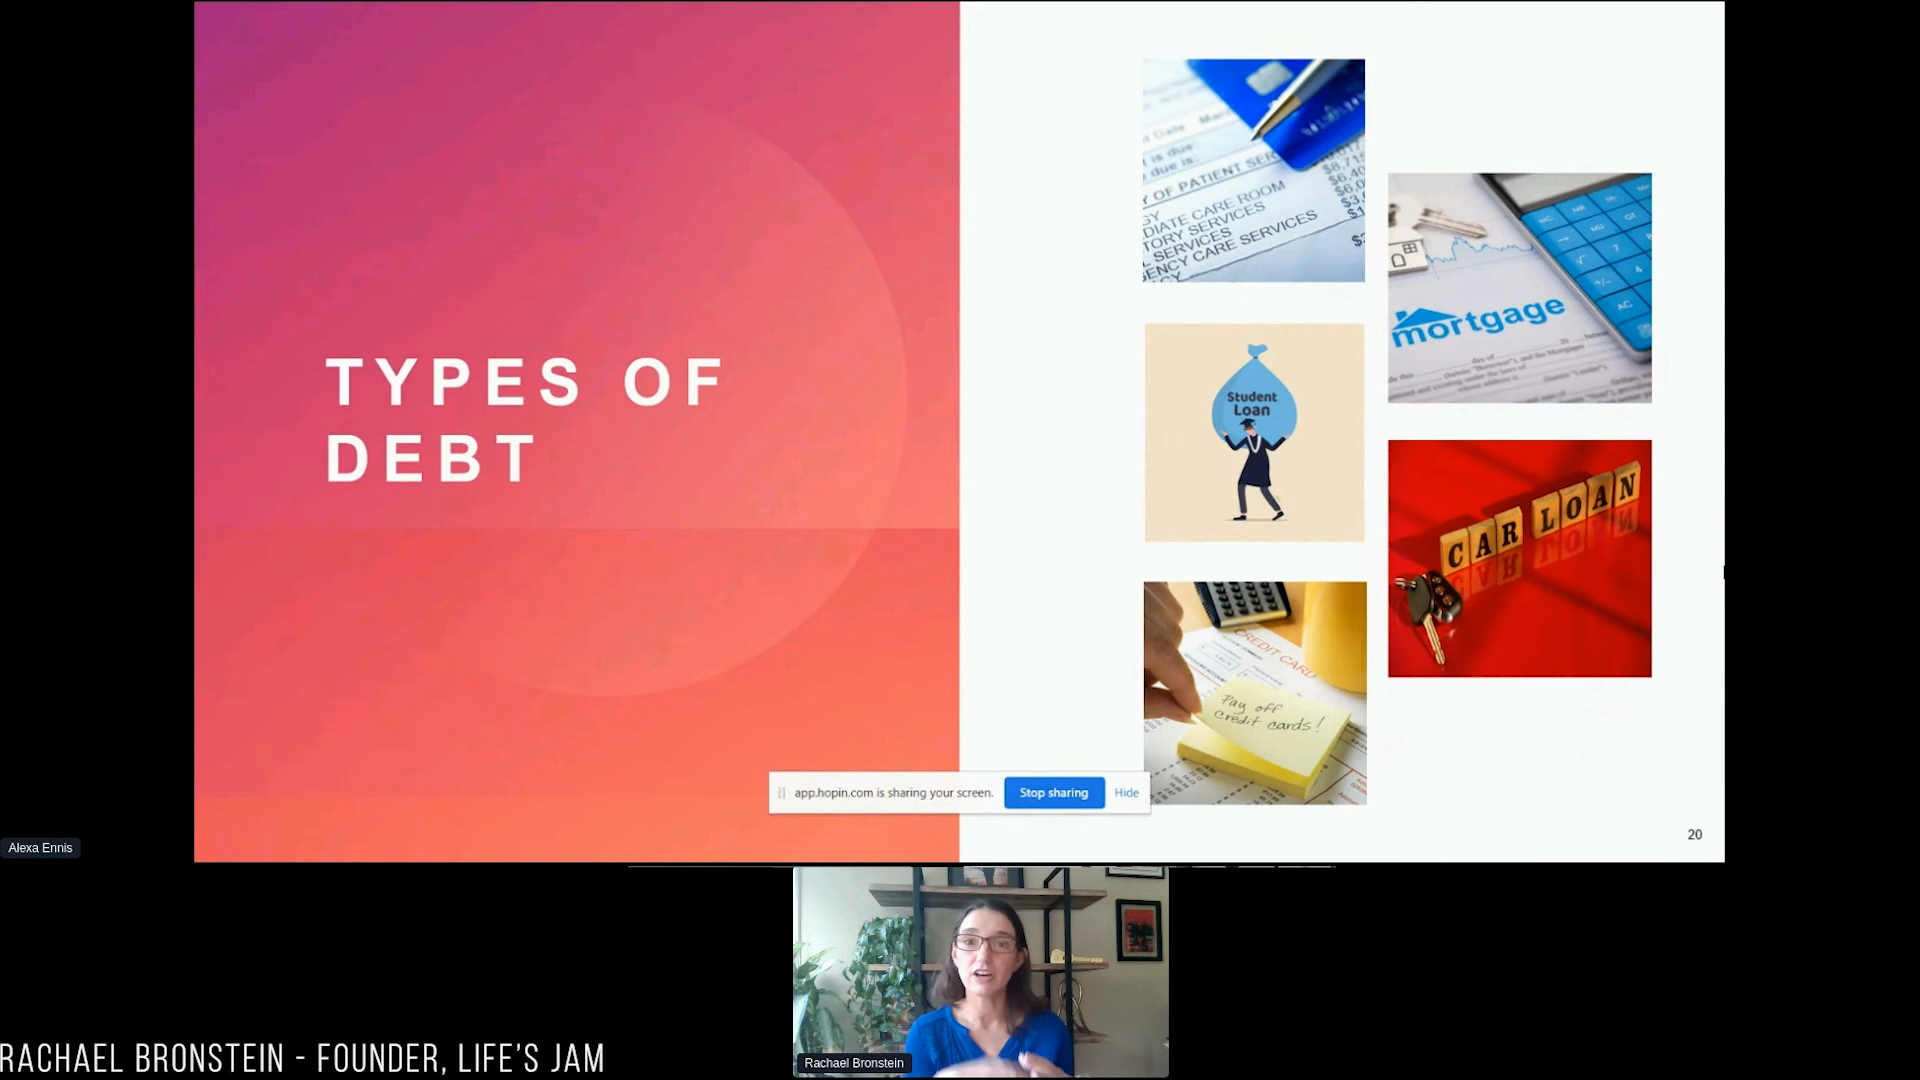 TYPES OF
DEBT
OF PATIENT SER
DIATE CARE ROOM
TORY SERVICES
SERVICES
ENCY CARE SERVICES
mortgage
Student
Loan
CAR LOAN
CREDIT CARD
Pay off
credit cards!
app.hopin.com is sharing your screen.
Stop sharing
Hide
20
Alexa Ennis
Rachael Bronstein
RACHAEL BRONSTEIN - FOUNDER, LIFE'S JAM